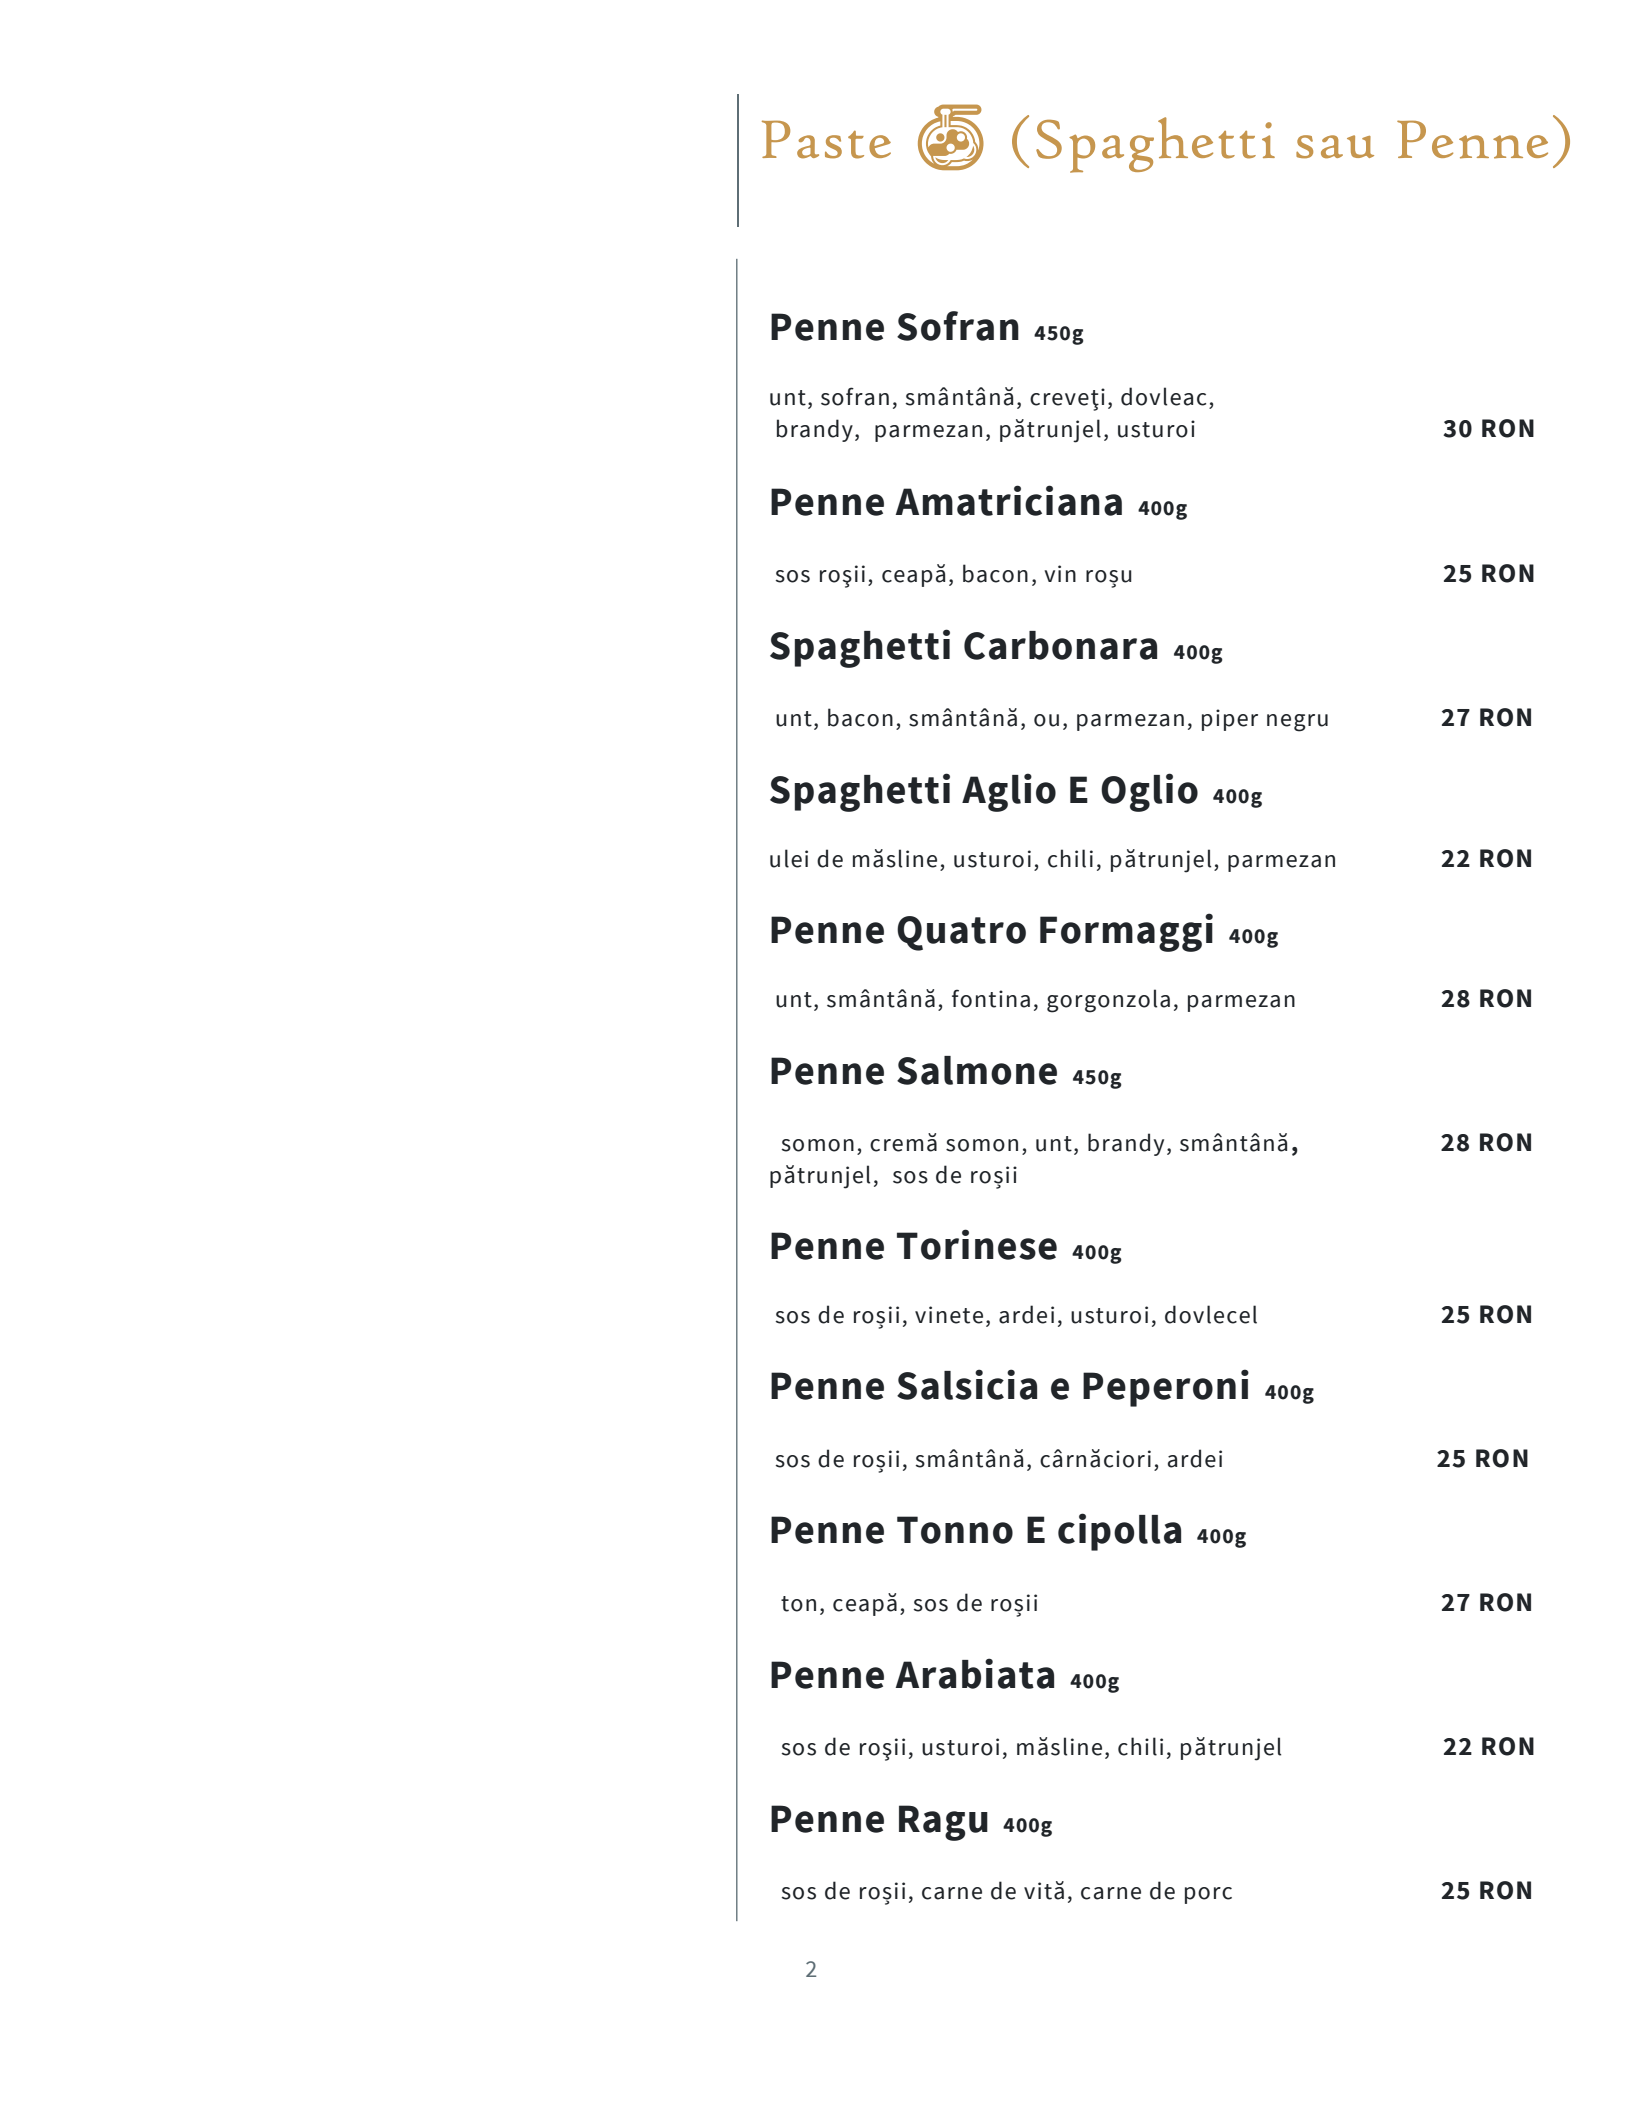 Paste (Spaghetti sau Penne)
Penne Sofran 450g
unt, sofran, smântână, creveţi, dovleac,
brandy, parmezan, pătrunjel, usturoi 30 RON
Penne Amatriciana 400g
sos roşii, ceapă, bacon, vin roșu 25 RON
Spaghetti Carbonara 400g
unt, bacon, smântână, ou, parmezan, piper negru 27 RON
Spaghetti Aglio E Oglio 400g
ulei de măsline, usturoi, chili, pătrunjel, parmezan 22 RON
Penne Quatro Formaggi 400g
unt, smântână, fontina, gorgonzola, parmezan 28 RON
Penne Salmone 450g
somon, cremă somon, unt, brandy, smântână, 28 RON
pătrunjel, sos de roșii
Penne Torinese 400g
sos de roșii, vinete, ardei, usturoi, dovlecel 25 RON
Penne Salsicia e Peperoni 400g
sos de roșii, smântână, cârnăciori, ardei 25 RON
Penne Tonno E cipolla 400g
ton, ceapă, sos de roșii 27 RON
Penne Arabiata 400g
sos de roşii, usturoi, măsline, chili, pătrunjel 22 RON
Penne Ragu 400g
sos de roșii, carne de vită, carne de porc 25 RON
2